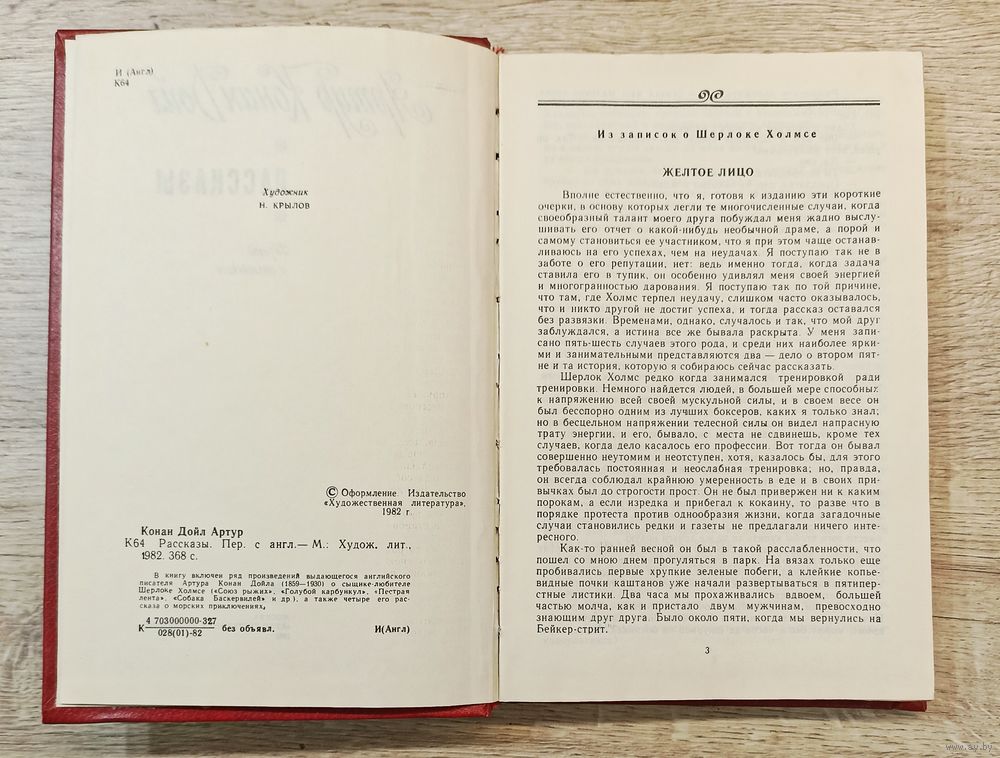 И (Англ)
К64
Художник
Н. КРЫЛОВ
© Оформление. Издательство
«Художественная литература»,
1982 г.
Конан Дойл Артур
К64 Рассказы. Пер. с англ.— М.: Худож. лит.,
1982. 368 с.
В книгу включен ряд произведений выдающегося английского
писателя Артура Конан Дойла (1859—1930) о сыщике-любителе
Шерлоке Холмсе («Союз рыжих», «Голубой карбункул», «Пестрая
лента», «Собака Баскервилей» и др.), а также четыре его рас-
сказа о морских приключениях.
К 4 703000000-327
028(01)-82 без объявл. И(Англ)
Из записок о Шерлоке Холмсе
ЖЕЛТОЕ ЛИЦО
Вполне естественно, что я, готовя к изданию эти короткие
очерки, в основу которых легли те многочисленные случаи, когда
своеобразный талант моего друга побуждал меня жадно выслу-
шивать его отчет о какой-нибудь необычной драме, а порой и
самому становиться ее участником, что я при этом чаще останав-
ливаюсь на его успехах, чем на неудачах. Я поступаю так не в
заботе о его репутации, нет: ведь именно тогда, когда задача
ставила его в тупик, он особенно удивлял меня своей энергией
и многогранностью дарования. Я поступаю так по той причине,
что там, где Холмс терпел неудачу, слишком часто оказывалось,
что и никто другой не достиг успеха, и тогда рассказ оставался
без развязки. Временами, однако, случалось и так, что мой друг
заблуждался, а истина все же бывала раскрыта. У меня запи-
сано пять-шесть случаев этого рода, и среди них наиболее ярки-
ми и занимательными представляются два — дело о втором пят-
не и та история, которую я собираюсь сейчас рассказать.
Шерлок Холмс редко когда занимался тренировкой ради
тренировки. Немного найдется людей, в большей мере способных
к напряжению всей своей мускульной силы, и в своем весе он
был бесспорно одним из лучших боксеров, каких я только знал;
но в бесцельном напряжении телесной силы он видел напрасную
трату энергии, и его, бывало, с места не сдвинешь, кроме тех
случаев, когда дело касалось его профессии. Вот тогда он бывал
совершенно неутомим и неотступен, хотя, казалось бы, для этого
требовалась постоянная и неослабная тренировка; но, правда,
он всегда соблюдал крайнюю умеренность в еде и в своих при-
вычках был до строгости прост. Он не был привержен ни к каким
порокам, а если изредка и прибегал к кокаину, то разве что в
порядке протеста против однообразия жизни, когда загадочные
случаи становились редки и газеты не предлагали ничего инте-
ресного.
Как-то ранней весной он был в такой расслабленности, что
пошел со мною днем прогуляться в парк. На вязах только еще
пробивались первые хрупкие зеленые побеги, а клейкие копье-
видные почки каштанов уже начали развертываться в пятипер-
стные листики. Два часа мы прохаживались вдвоем, большей
частью молча, как и пристало двум мужчинам, превосходно
знающим друг друга. Было около пяти, когда мы вернулись на
Бейкер-стрит.
3
www.ay.by